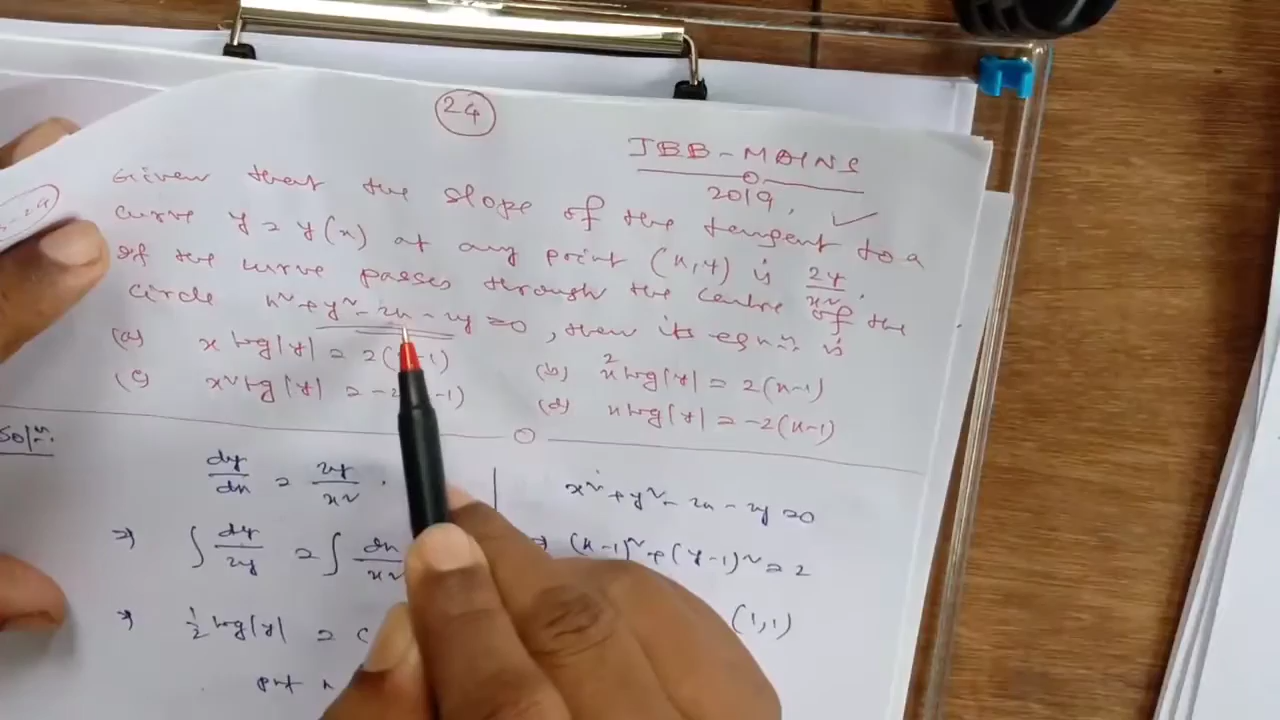 24
JEE-MAINS
2019.
Given that the slope of the tangent to a
curve y = y(x) at any point (x,y) is 2y/x².
If the curve passes through the centre of the
circle x²+y²-2x-2y=0, then its eqn. is
(a) x log|y| = 2(x-1)
(b) x² log|y| = 2(x-1)
(c) x² log|y| = -2(x-1)
(d) x log|y| = -2(x-1)
Soln.
dy/dx = 2y/x².
x²+y²-2x-2y=0
⇒ ∫ dy/2y = ∫ dx/x²
⇒ (x-1)²+(y-1)²=2
⇒ 1/2 log|y| = c
(1,1)
put x